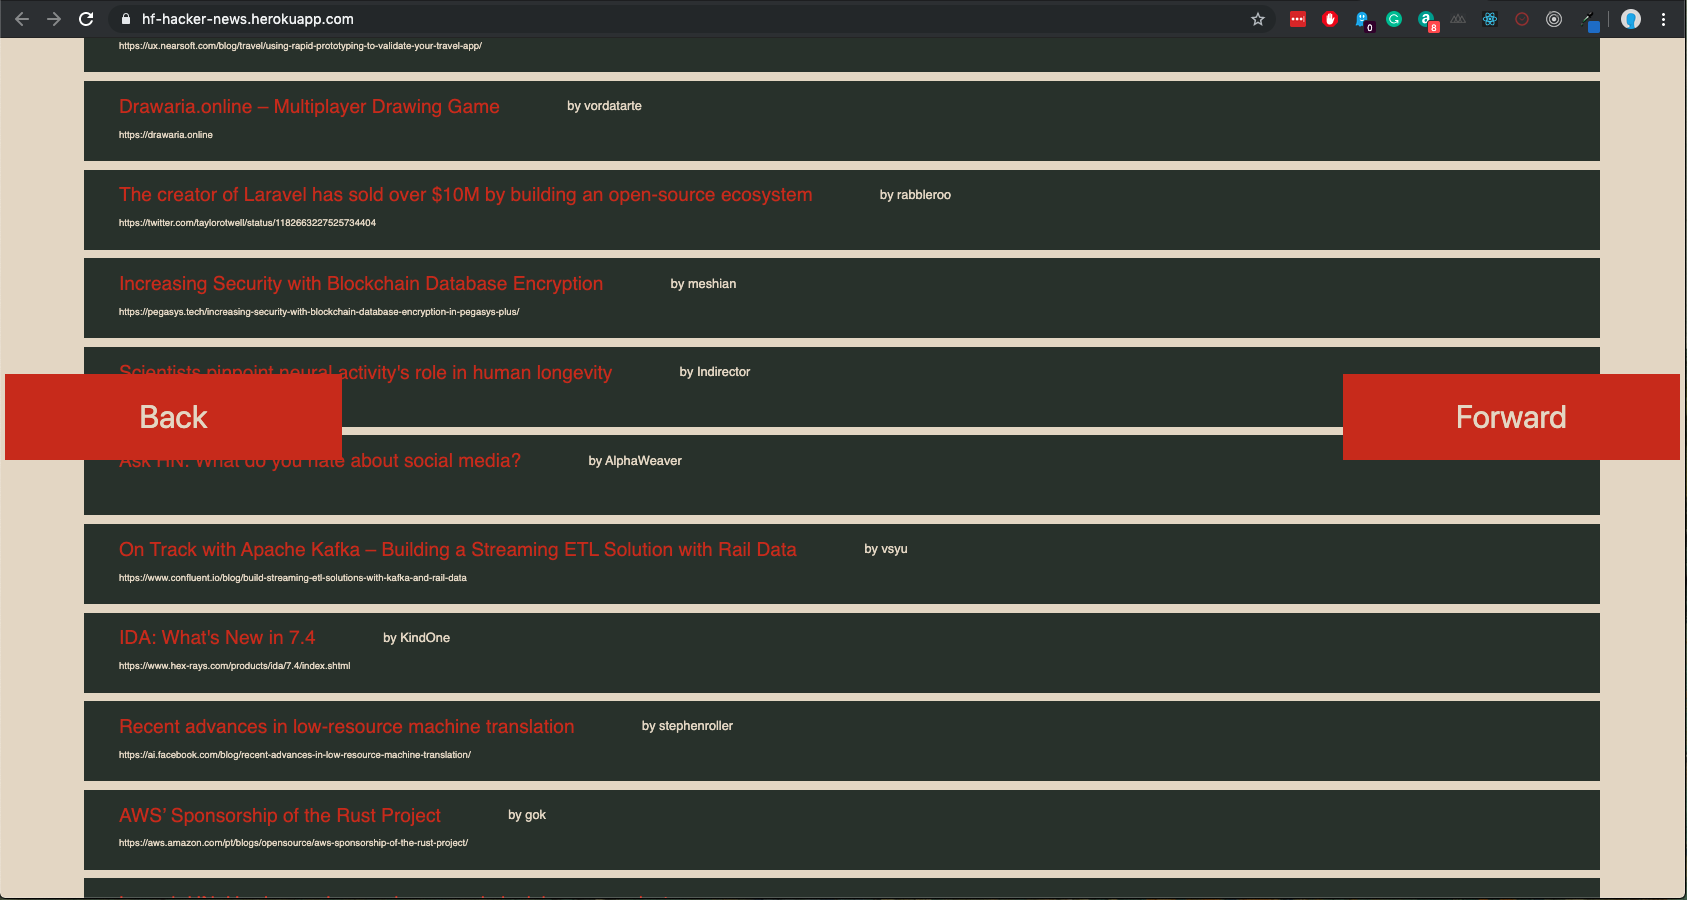 hf-hacker-news.herokuapp.com
0
8
https://ux.nearsoft.com/blog/travel/using-rapid-prototyping-to-validate-your-travel-app/
Drawaria.online – Multiplayer Drawing Game by vordatarte
https://drawaria.online
The creator of Laravel has sold over $10M by building an open-source ecosystem by rabbleroo
https://twitter.com/taylorotwell/status/1182663227525734404
Increasing Security with Blockchain Database Encryption by meshian
https://pegasys.tech/increasing-security-with-blockchain-database-encryption-in-pegasys-plus/
Scientists pinpoint neural activity's role in human longevity by Indirector
Back
Forward
Ask HN: What do you hate about social media? by AlphaWeaver
On Track with Apache Kafka – Building a Streaming ETL Solution with Rail Data by vsyu
https://www.confluent.io/blog/build-streaming-etl-solutions-with-kafka-and-rail-data
IDA: What's New in 7.4 by KindOne
https://www.hex-rays.com/products/ida/7.4/index.shtml
Recent advances in low-resource machine translation by stephenroller
https://ai.facebook.com/blog/recent-advances-in-low-resource-machine-translation/
AWS’ Sponsorship of the Rust Project by gok
https://aws.amazon.com/pt/blogs/opensource/aws-sponsorship-of-the-rust-project/